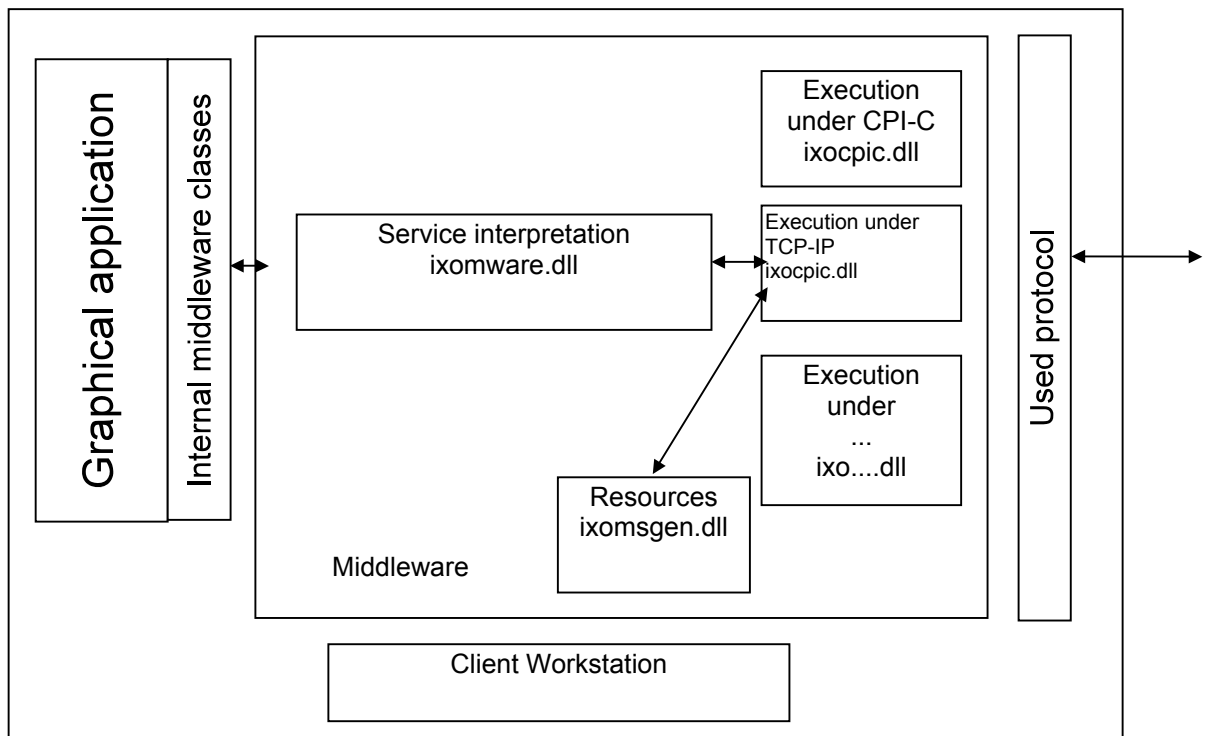 Graphical application
Internal middleware classes
Service interpretation
ixomware.dll
Execution
under CPI-C
ixocpic.dll
Execution under
TCP-IP
ixocpic.dll
Execution
under
...
ixo....dll
Resources
ixomsgen.dll
Middleware
Used protocol
Client Workstation